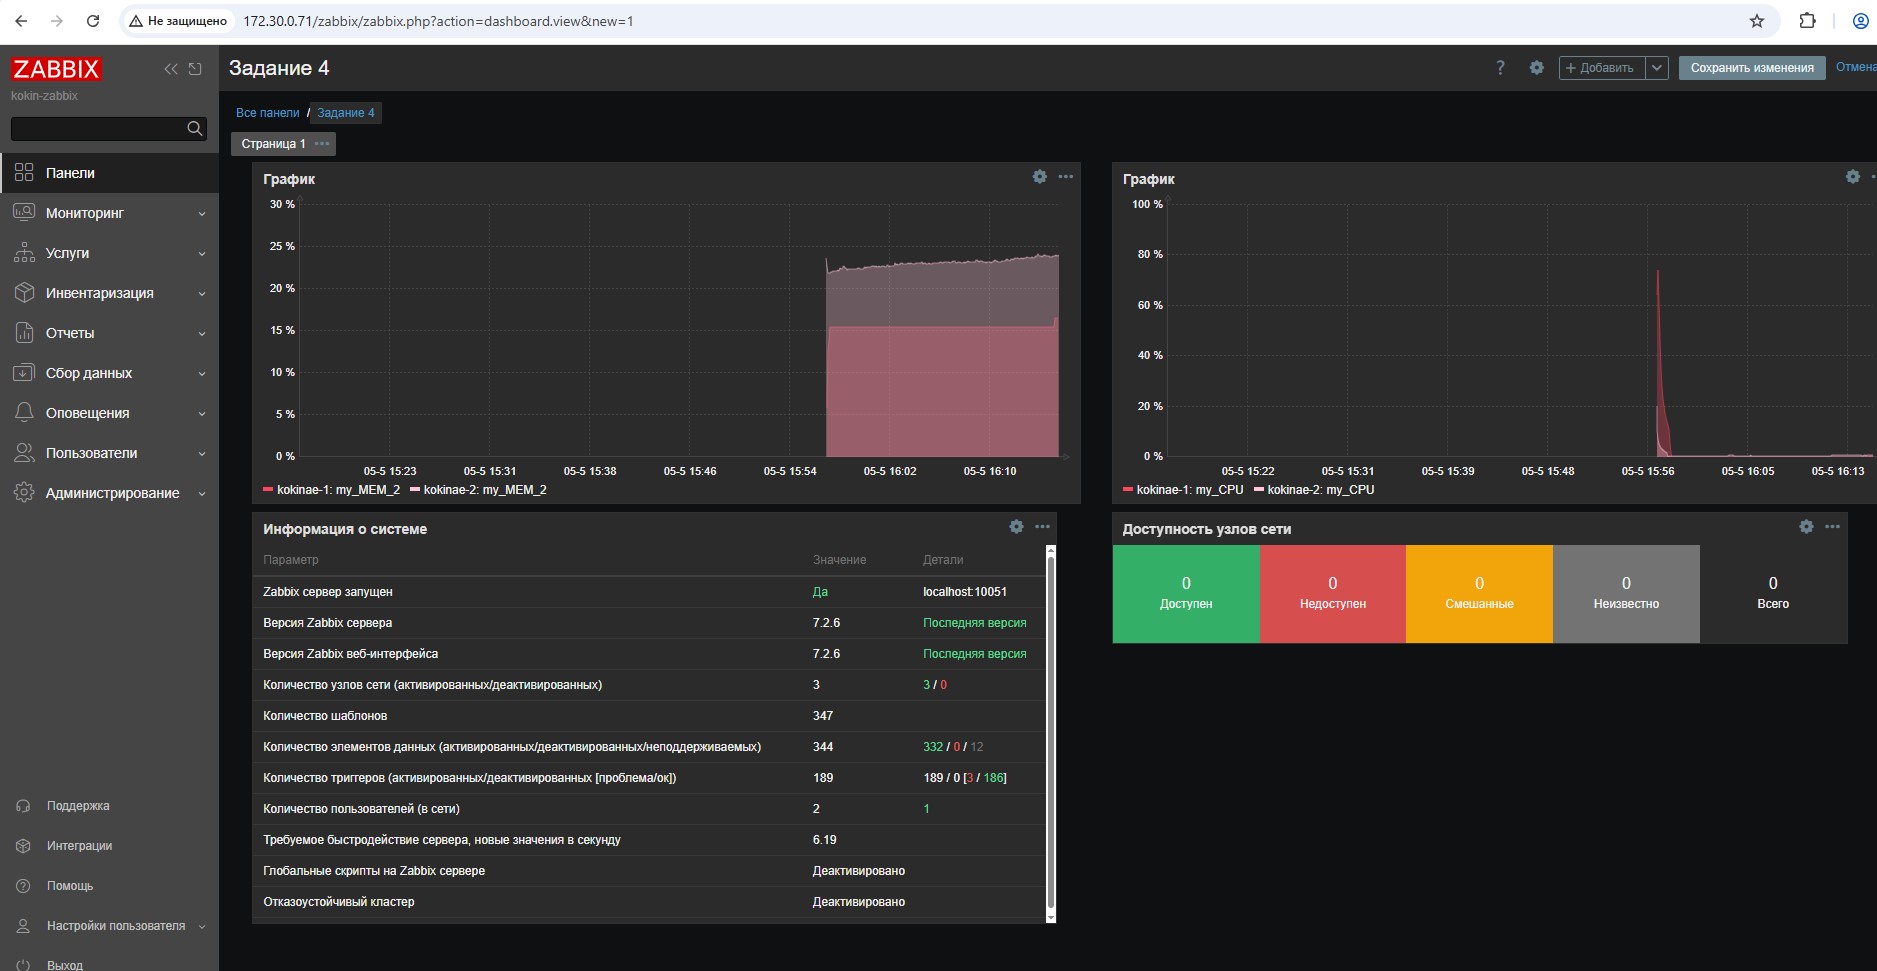 Не защищено 172.30.0.71/zabbix/zabbix.php?action=dashboard.view&new=1
ZABBIX
kokin-zabbix
Панели
Мониторинг
Услуги
Инвентаризация
Отчеты
Сбор данных
Оповещения
Пользователи
Администрирование
Поддержка
Интеграции
Помощь
Настройки пользователя
Выход
Задание 4
? + Добавить Сохранить изменения Отмена
Все панели / Задание 4
Страница 1
График
30 %
25 %
20 %
15 %
10 %
5 %
0 %
05-5 15:23 05-5 15:31 05-5 15:38 05-5 15:46 05-5 15:54 05-5 16:02 05-5 16:10
kokinae-1: my_MEM_2 kokinae-2: my_MEM_2
График
100 %
80 %
60 %
40 %
20 %
0 %
05-5 15:22 05-5 15:31 05-5 15:39 05-5 15:48 05-5 15:56 05-5 16:05 05-5 16:13
kokinae-1: my_CPU kokinae-2: my_CPU
Информация о системе
Параметр Значение Детали
Zabbix сервер запущен Да localhost:10051
Версия Zabbix сервера 7.2.6 Последняя версия
Версия Zabbix веб-интерфейса 7.2.6 Последняя версия
Количество узлов сети (активированных/деактивированных) 3 3 / 0
Количество шаблонов 347
Количество элементов данных (активированных/деактивированных/неподдерживаемых) 344 332 / 0 / 12
Количество триггеров (активированных/деактивированных [проблема/ок]) 189 189 / 0 [3 / 186]
Количество пользователей (в сети) 2 1
Требуемое быстродействие сервера, новые значения в секунду 6.19
Глобальные скрипты на Zabbix сервере Деактивировано
Отказоустойчивый кластер Деактивировано
Доступность узлов сети
0 0 0 0 0
Доступен Недоступен Смешанные Неизвестно Всего